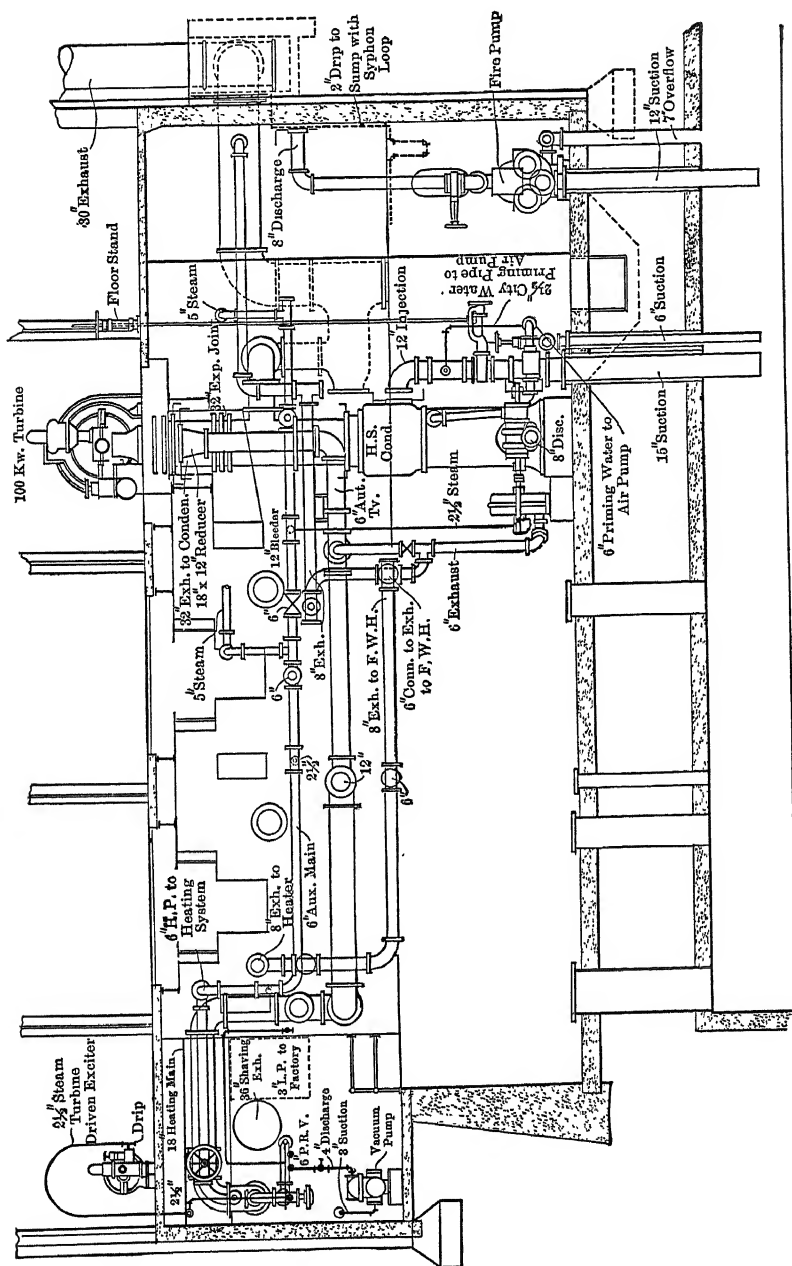 100 Kw. Turbine
30" Exhaust
Floor Stand
5" Steam
8" Discharge
2" Drip to
Sump with
Syphon
Loop
Fire Pump
12" Suction
7" Overflow
32" Exp. Join
32" Exh. to Conden.
18" x 12" Reducer
12" Bleedar
6"
8" Exh.
5" Steam
6"
2½"
12"
6" Aut.
Tv.
H.S.
Cond.
12" Injection
2½" City Water
Priming Pipe to
Air Pump
6" Suction
15" Suction
8" Disc.
6" Priming Water to
Air Pump
2½" Steam
6" Exhaust
6" Conn. to Exh.
to F.W.H.
8" Exh. to F.W.H.
6"
6" Aux. Main
8" Exh. to
Heater
6" H.P. to
Heating
System
2½" Steam
Turbine
Driven Exciter
Drip
18 Heating Main
2½"
36" Shaving
Exh.
3" L.P. to
Factory
6" P.R.V.
4" Discharge
Suction
Vacuum
Pump